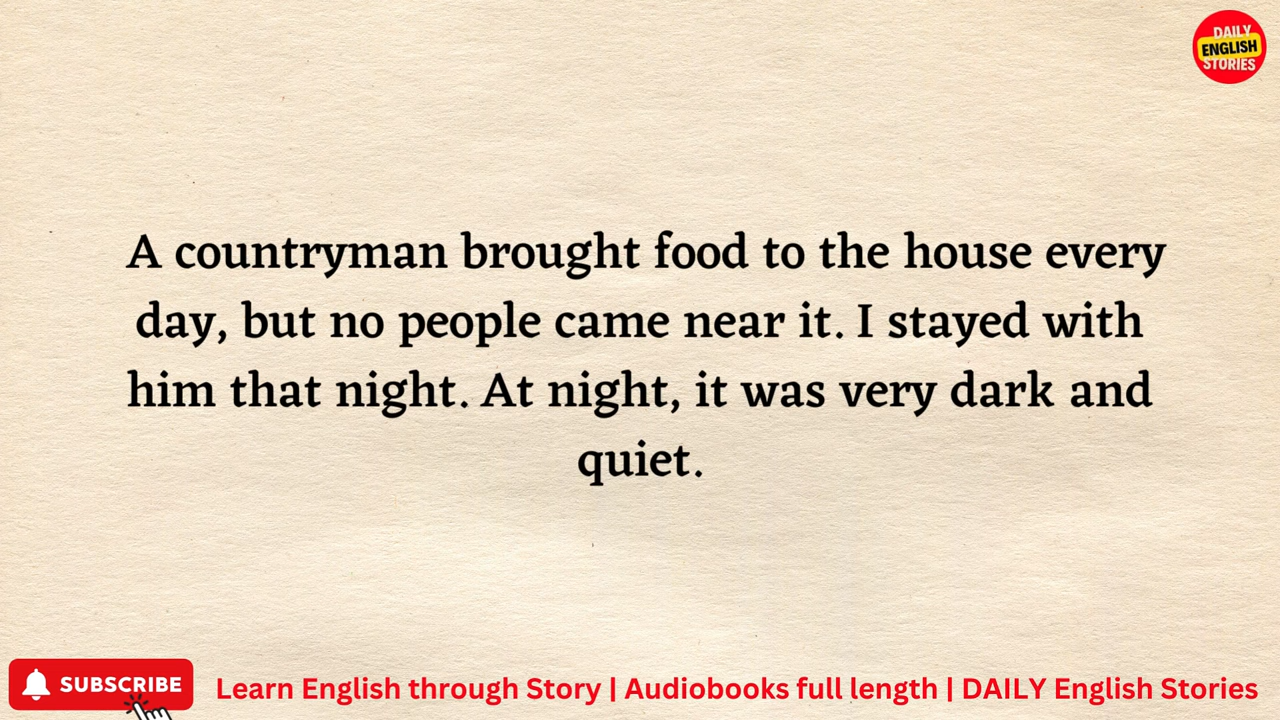 DAILY
ENGLISH
STORIES
A countryman brought food to the house every
day, but no people came near it. I stayed with
him that night. At night, it was very dark and
quiet.
SUBSCRIBE
Learn English through Story | Audiobooks full length | DAILY English Stories